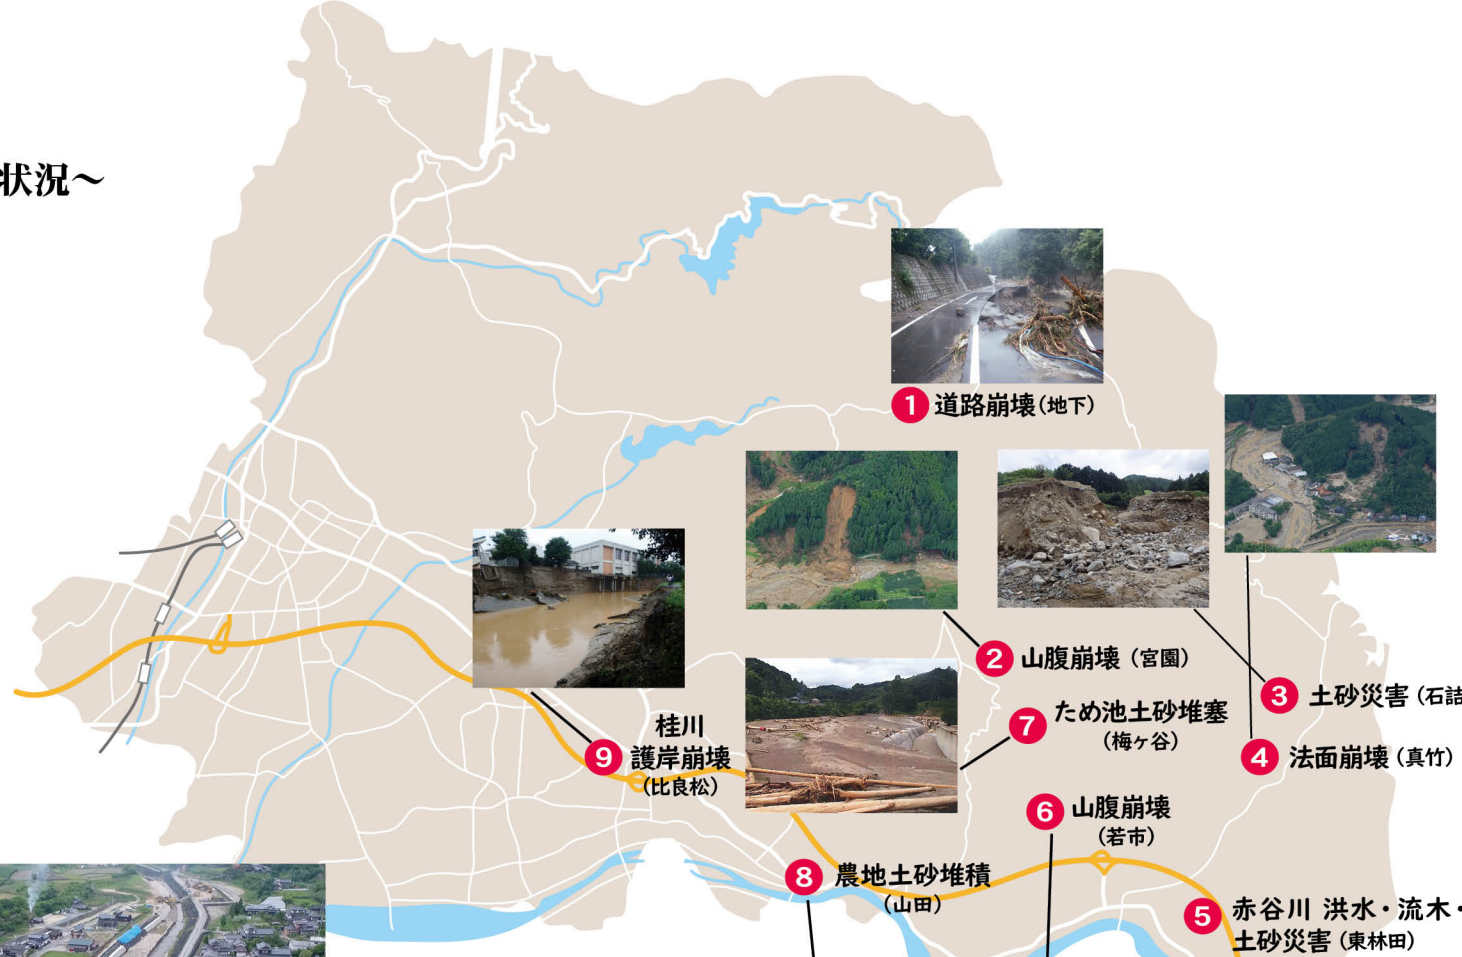 状況～
1 道路崩壊(地下)
2 山腹崩壊(宮園)
3 土砂災害(石詰
桂川
9 護岸崩壊
(比良松)
7 ため池土砂堆塞
(梅ヶ谷)
4 法面崩壊(真竹)
6 山腹崩壊
(若市)
8 農地土砂堆積
(山田)
5 赤谷川 洪水・流木・
土砂災害(東林田)